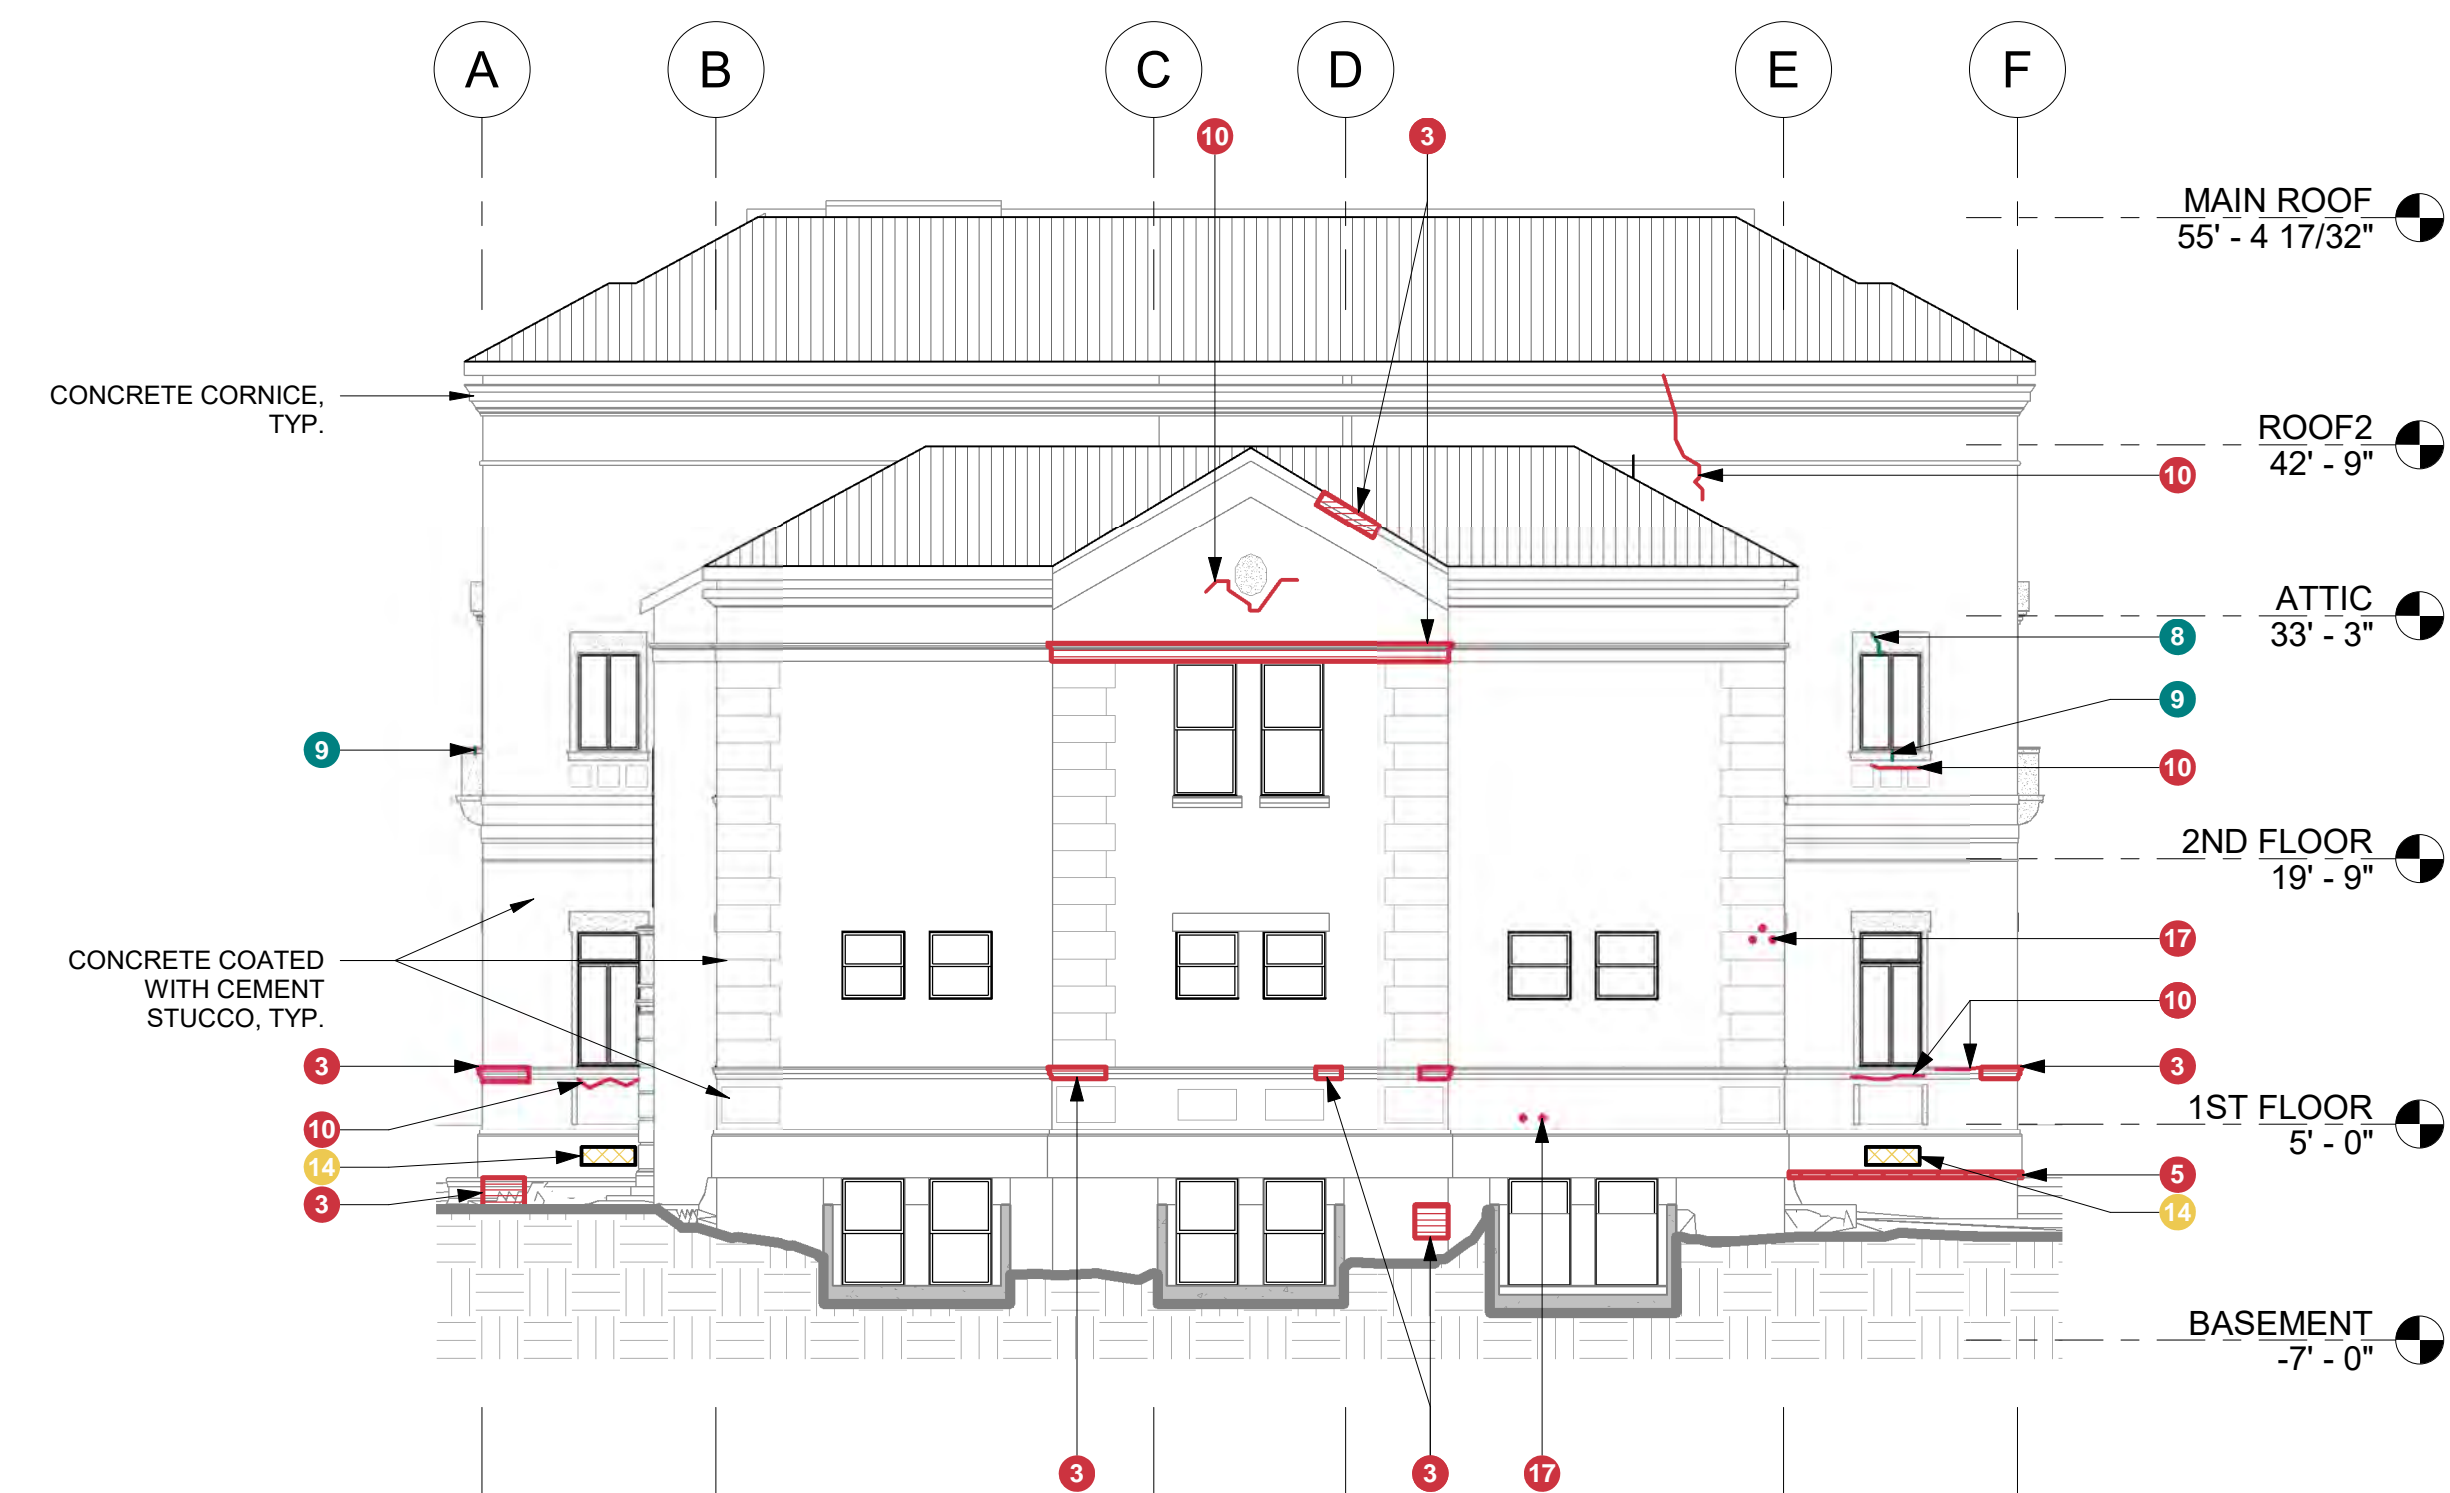 A B C D E F
10 3
MAIN ROOF
55' - 4 17/32"
CONCRETE CORNICE,
TYP.
ROOF2
42' - 9"
10
ATTIC
33' - 3"
8
9
9
10
2ND FLOOR
19' - 9"
17
CONCRETE COATED
WITH CEMENT
STUCCO, TYP.
10
3
3
1ST FLOOR
5' - 0"
10
14
5
3
14
BASEMENT
-7' - 0"
3 3 17